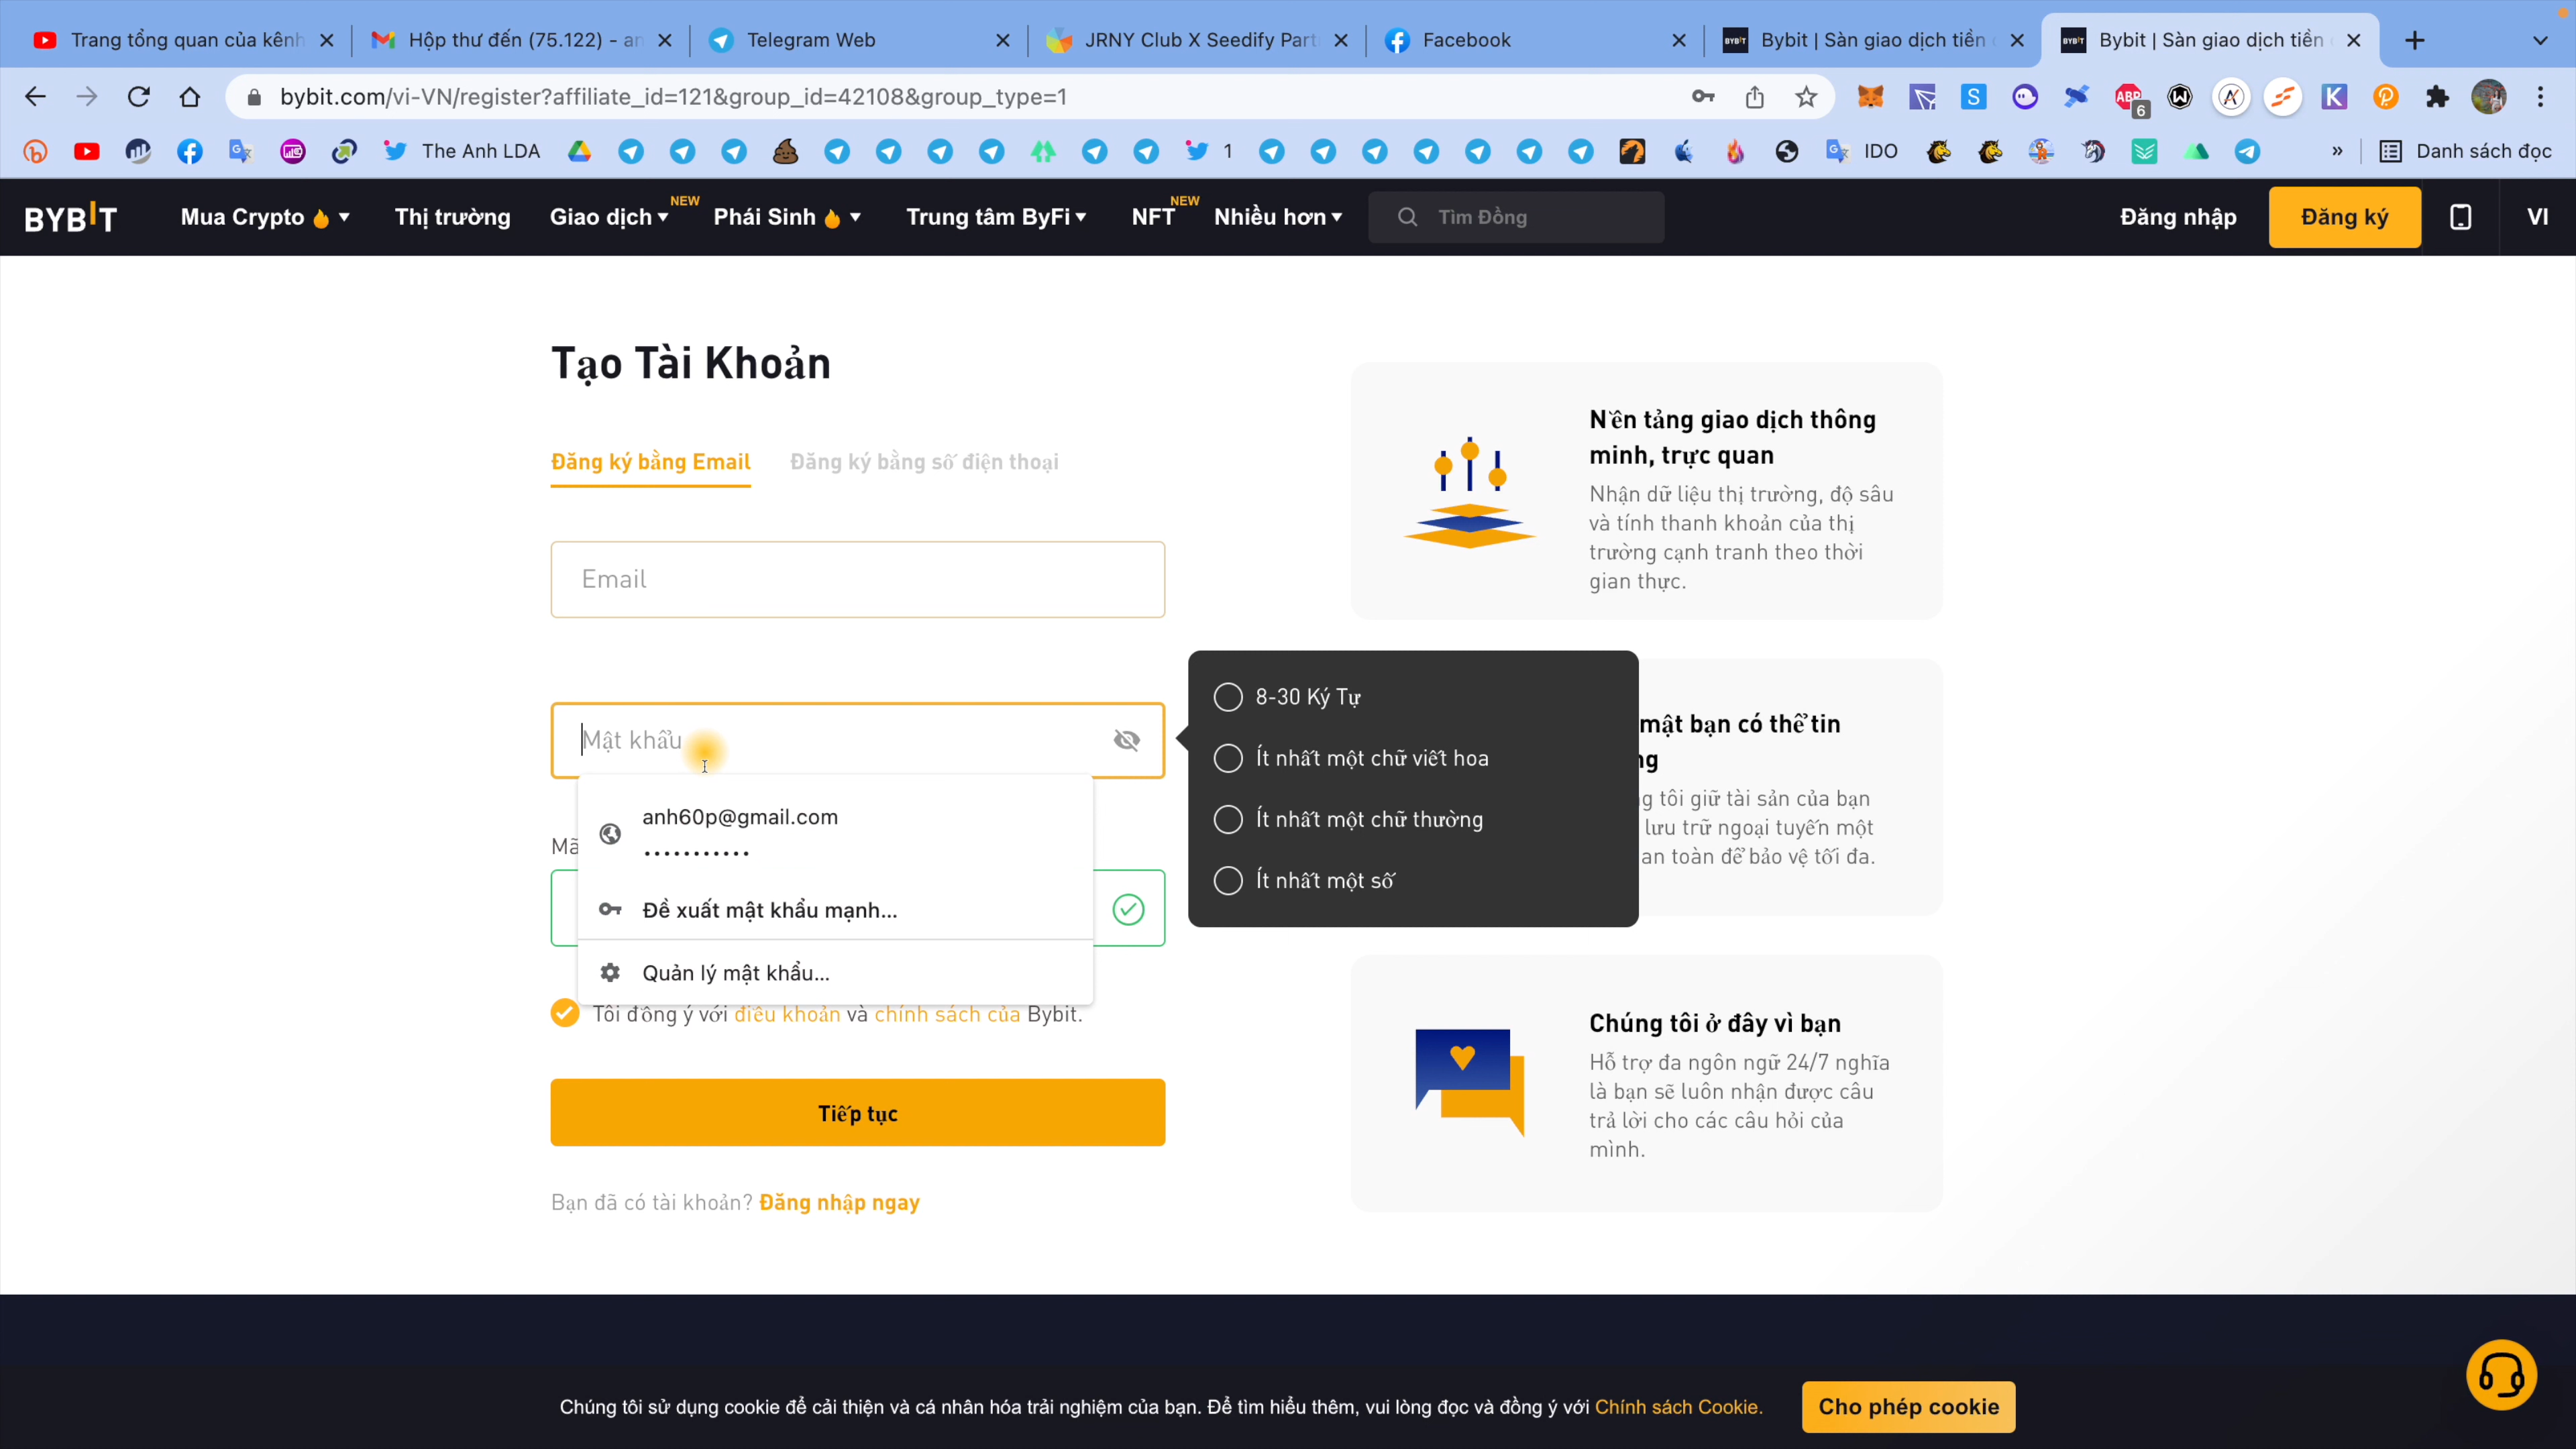 Trang tổng quan của kênh
Hộp thư đến (75.122) - an
Telegram Web
JRNY Club X Seedify Part
Facebook
Bybit | Sàn giao dịch tiền
Bybit | Sàn giao dịch tiền
bybit.com/vi-VN/register?affiliate_id=121&group_id=42108&group_type=1
ABP
6
The Anh LDA
1
IDO
»
Danh sách đọc
BYBIT
Mua Crypto
Thị trường
Giao dịch
NEW
Phái Sinh
Trung tâm ByFi
NFT
NEW
Nhiều hơn
Tìm Đồng
Đăng nhập
Đăng ký
VI
Tạo Tài Khoản
Đăng ký bằng Email
Đăng ký bằng số điện thoại
Email
Mật khẩu
anh60p@gmail.com
•••••••••••
Đề xuất mật khẩu mạnh...
Quản lý mật khẩu...
Mã
Tôi đồng ý với điều khoản và chính sách của Bybit.
Tiếp tục
Bạn đã có tài khoản? Đăng nhập ngay
8-30 Ký Tự
Ít nhất một chữ viết hoa
Ít nhất một chữ thường
Ít nhất một số
Nền tảng giao dịch thông
minh, trực quan
Nhận dữ liệu thị trường, độ sâu
và tính thanh khoản của thị
trường cạnh tranh theo thời
gian thực.
mật bạn có thể tin
ng
g tôi giữ tài sản của bạn
lưu trữ ngoại tuyến một
an toàn để bảo vệ tối đa.
Chúng tôi ở đây vì bạn
Hỗ trợ đa ngôn ngữ 24/7 nghĩa
là bạn sẽ luôn nhận được câu
trả lời cho các câu hỏi của
mình.
Chúng tôi sử dụng cookie để cải thiện và cá nhân hóa trải nghiệm của bạn. Để tìm hiểu thêm, vui lòng đọc và đồng ý với Chính sách Cookie.
Cho phép cookie